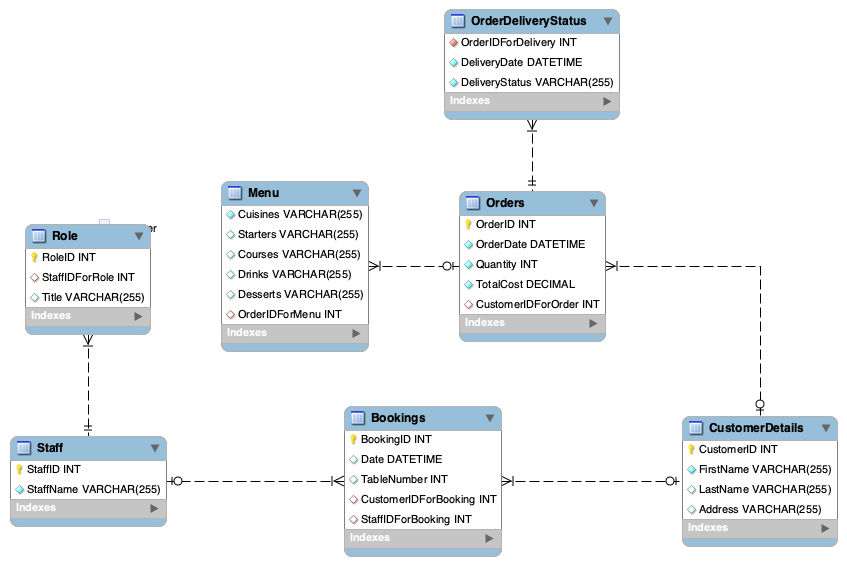 OrderDeliveryStatus
OrderIDForDelivery INT
DeliveryDate DATETIME
DeliveryStatus VARCHAR(255)
Indexes
Menu
Cuisines VARCHAR(255)
Starters VARCHAR(255)
Courses VARCHAR(255)
Drinks VARCHAR(255)
Desserts VARCHAR(255)
OrderIDForMenu INT
Indexes
Orders
OrderID INT
OrderDate DATETIME
Quantity INT
TotalCost DECIMAL
CustomerIDForOrder INT
Indexes
er
Role
RoleID INT
StaffIDForRole INT
Title VARCHAR(255)
Indexes
Staff
StaffID INT
StaffName VARCHAR(255)
Indexes
Bookings
BookingID INT
Date DATETIME
TableNumber INT
CustomerIDForBooking INT
StaffIDForBooking INT
Indexes
CustomerDetails
CustomerID INT
FirstName VARCHAR(255)
LastName VARCHAR(255)
Address VARCHAR(255)
Indexes